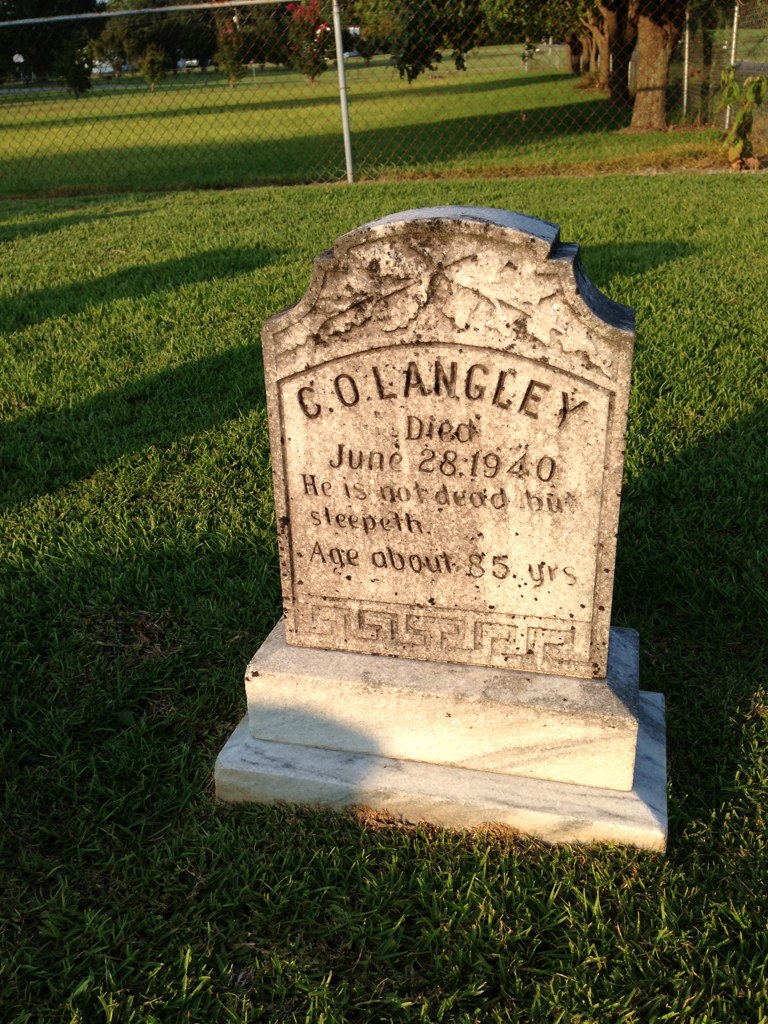 C.O. LANGLEY
Died
June 28, 1940
He is not dead but
sleepeth.
Age about 85 yrs